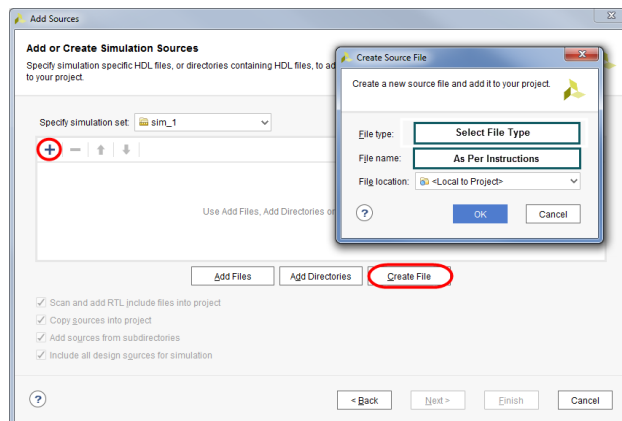 Add Sources
Add or Create Simulation Sources
Specify simulation specific HDL files, or directories containing HDL files, to ad
to your project.
Specify simulation set: sim_1
Use Add Files, Add Directories or
Add Files
Add Directories
Create File
Scan and add RTL include files into project
Copy sources into project
Add sources from subdirectories
Include all design sources for simulation
?
< Back
Next >
Finish
Cancel
Create Source File
Create a new source file and add it to your project.
File type: Select File Type
File name: As Per Instructions
File location: <Local to Project>
?
OK
Cancel